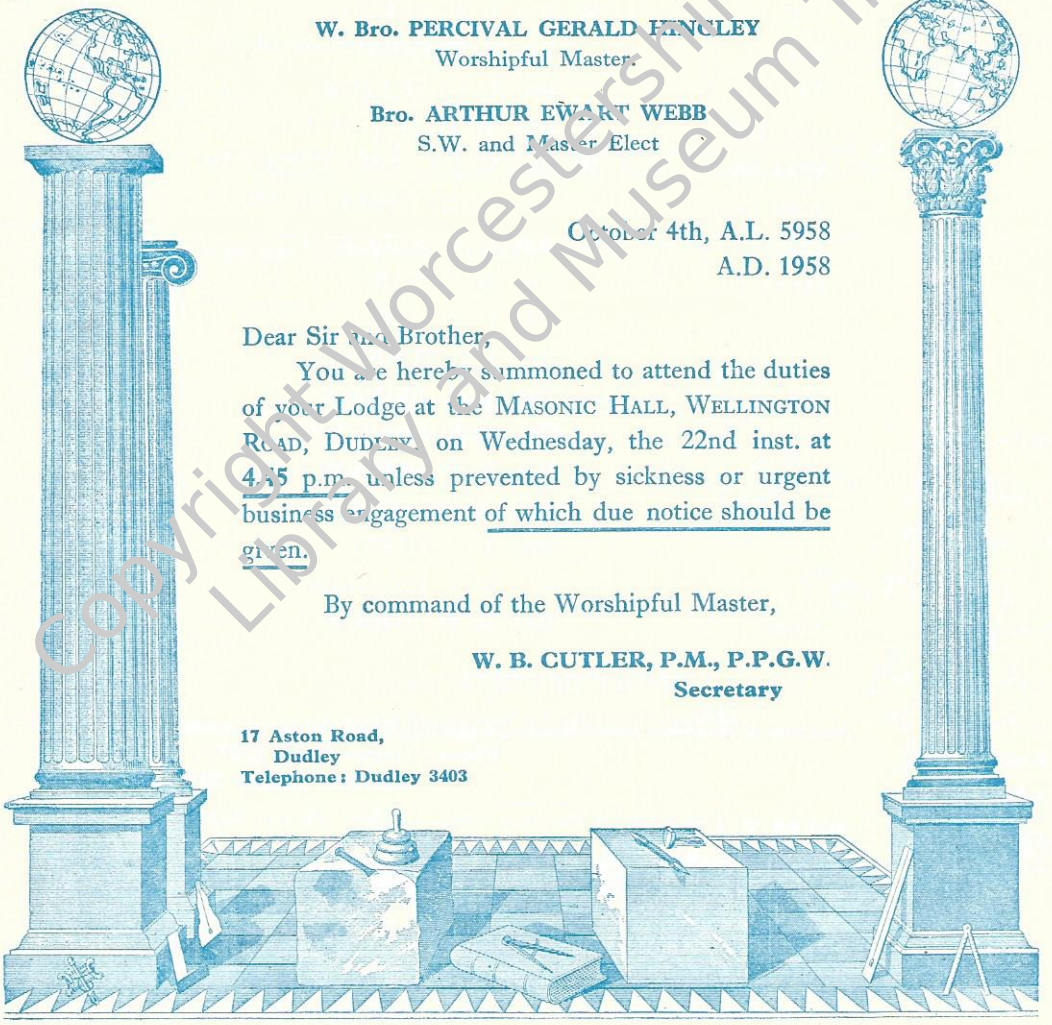 W. Bro. PERCIVAL GERALD HINGLEY
Worshipful Master.
Bro. ARTHUR EWART WEBB
S.W. and Master Elect
October 4th, A.L. 5958
A.D. 1958
Dear Sir and Brother,
You are hereby summoned to attend the duties
of your Lodge at the MASONIC HALL, WELLINGTON
ROAD, DUDLEY, on Wednesday, the 22nd inst. at
4.45 p.m. unless prevented by sickness or urgent
business engagement of which due notice should be
given.
By command of the Worshipful Master,
W. B. CUTLER, P.M., P.P.G.W.
Secretary
17 Aston Road,
Dudley
Telephone: Dudley 3403
Copyright Worcestershire
Library and Museum